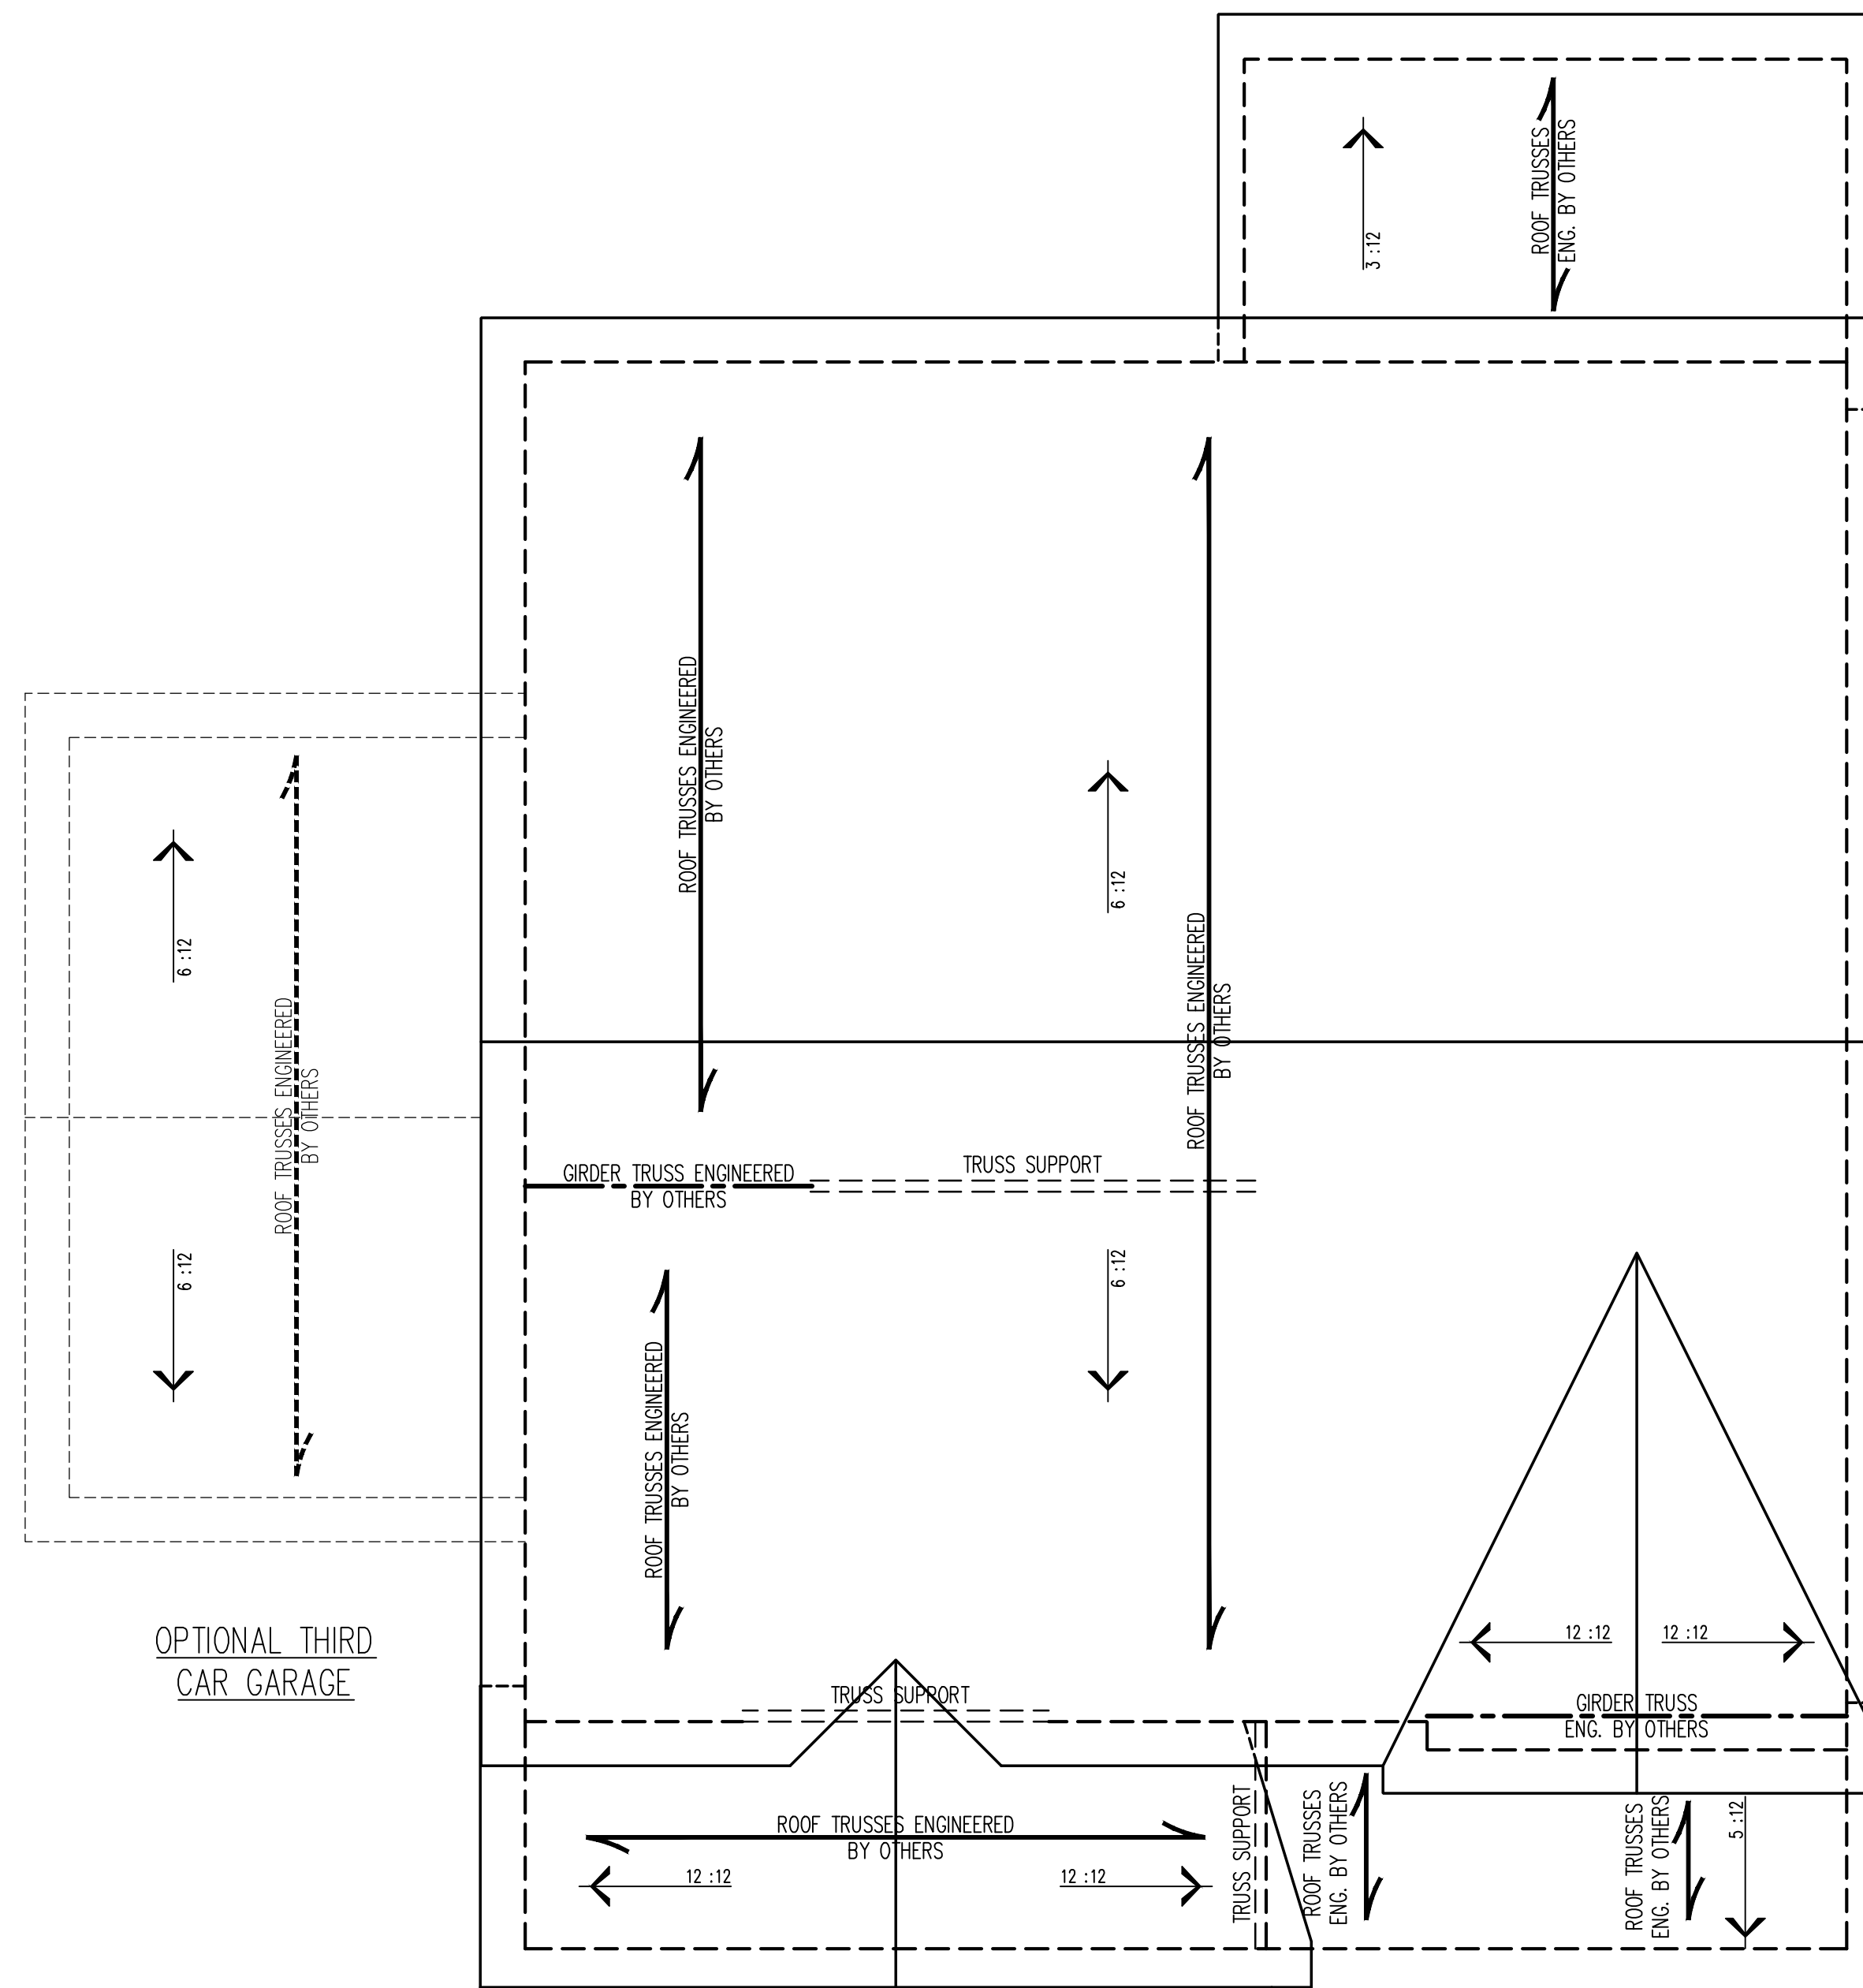 ROOF TRUSSES
ENG. BY OTHERS
3 :12
ROOF TRUSSES ENGINEERED
BY OTHERS
6 :12
ROOF TRUSSES ENGINEERED
BY OTHERS
6 :12
ROOF TRUSSES ENGINEERED
BY OTHERS
GIRDER TRUSS ENGINEERED
BY OTHERS
TRUSS SUPPORT
6 :12
6 :12
ROOF TRUSSES ENGINEERED
BY OTHERS
OPTIONAL THIRD
CAR GARAGE
12 :12
12 :12
TRUSS SUPPORT
GIRDER TRUSS
ENG. BY OTHERS
ROOF TRUSSES ENGINEERED
BY OTHERS
12 :12
12 :12
TRUSS SUPPORT
ROOF TRUSSES
ENG. BY OTHERS
ROOF TRUSSES
ENG. BY OTHERS
5 :12